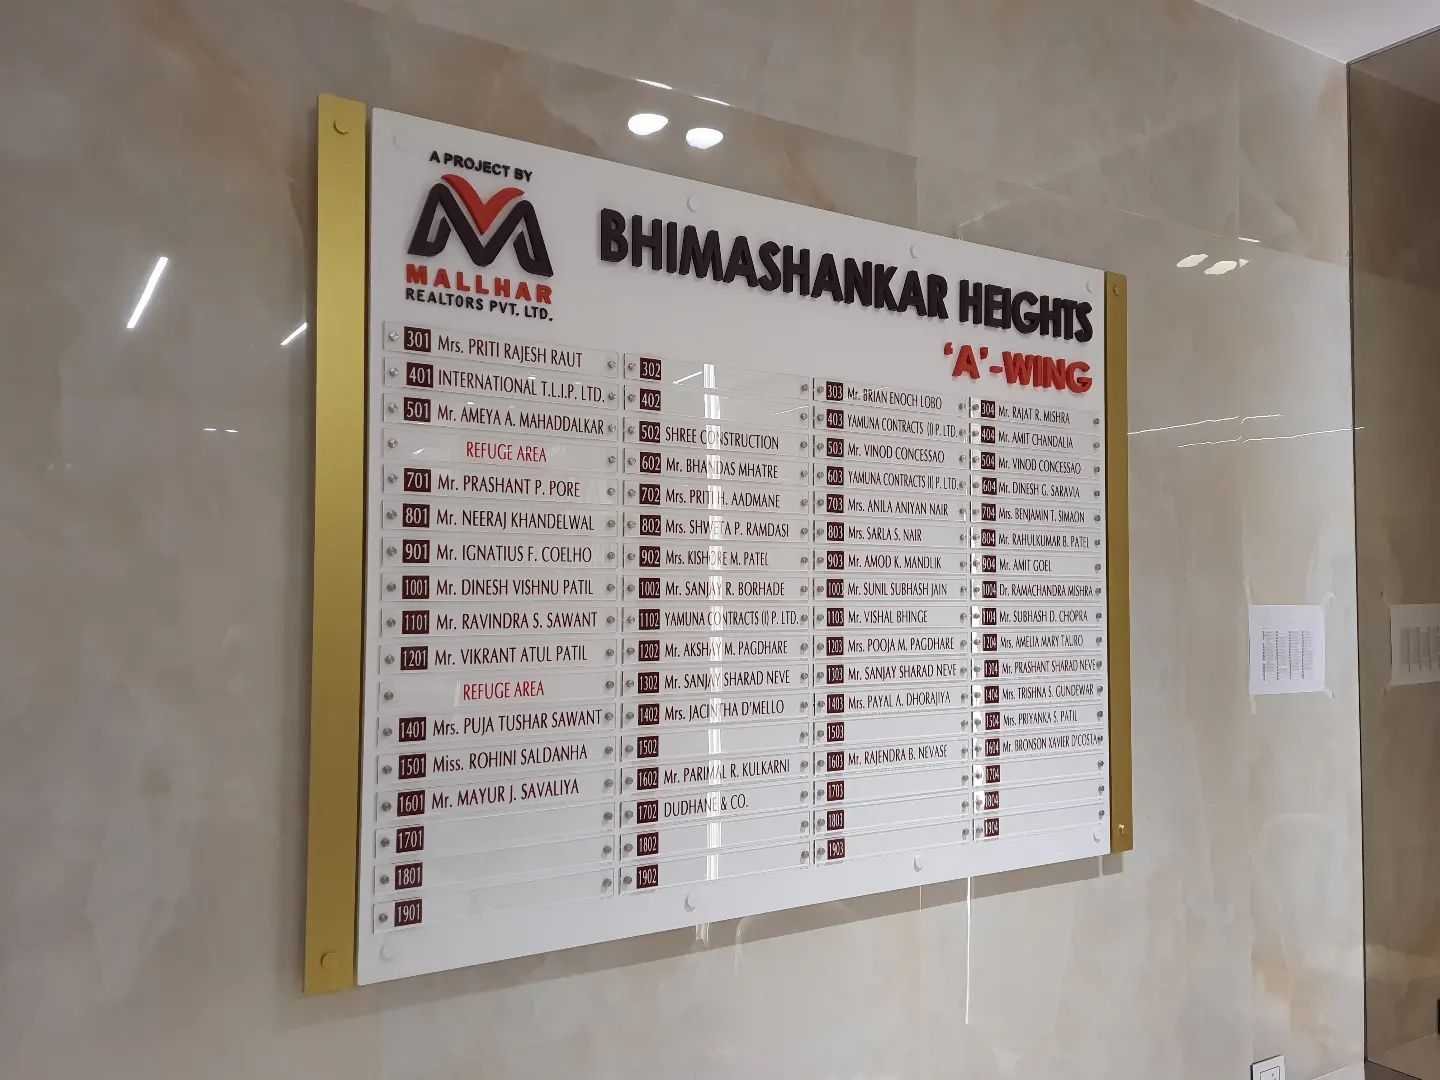 A PROJECT BY
MALLHAR
REALTORS PVT. LTD.
BHIMASHANKAR HEIGHTS
'A'-WING
301 Mrs. PRITI RAJESH RAUT
401 INTERNATIONAL T.L.I.P. LTD.
501 Mr. AMEYA A. MAHADDALKAR
REFUGE AREA
701 Mr. PRASHANT P. PORE
801 Mr. NEERAJ KHANDELWAL
901 Mr. IGNATIUS F. COELHO
1001 Mr. DINESH VISHNU PATIL
1101 Mr. RAVINDRA S. SAWANT
1201 Mr. VIKRANT ATUL PATIL
REFUGE AREA
1401 Mrs. PUJA TUSHAR SAWANT
1501 Miss. ROHINI SALDANHA
1601 Mr. MAYUR J. SAVALIYA
1701
1801
1901
302
402
502 SHREE CONSTRUCTION
602 Mr. BHANDAS MHATRE
702 Mrs. PRITI H. AADMANE
802 Mrs. SHWETA P. RAMDASI
902 Mrs. KISHORE M. PATEL
1002 Mr. SANJAY R. BORHADE
1102 YAMUNA CONTRACTS (I) P. LTD.
1202 Mr. AKSHAY M. PAGDHARE
1302 Mr. SANJAY SHARAD NEVE
1402 Mrs. JACINTHA D'MELLO
1502
1602 Mr. PARIMAL R. KULKARNI
1702 DUDHANE & CO.
1802
1902
303 Mr. BRIAN ENOCH LOBO
403 YAMUNA CONTRACTS (I) P. LTD.
503 Mr. VINOD CONCESSAO
603 YAMUNA CONTRACTS (I) P. LTD.
703 Mrs. ANILA ANIYAN NAIR
803 Mrs. SARLA S. NAIR
903 Mr. AMOD K. MANDLIK
1003 Mr. SUNIL SUBHASH JAIN
1103 Mr. VISHAL BHINGE
1203 Mrs. POOJA M. PAGDHARE
1303 Mr. SANJAY SHARAD NEVE
1403 Mrs. PAYAL A. DHORAJIYA
1503
1603 Mr. RAJENDRA B. NEVASE
1703
1803
1903
304 Mr. RAJAT R. MISHRA
404 Mr. AMIT CHANDALIA
504 Mr. VINOD CONCESSAO
604 Mr. DINESH G. SARAVIA
704 Mrs. BENJAMIN T. SIMAON
804 Mr. RAHULKUMAR B. PATEL
904 Mr. AMIT GOEL
1004 Dr. RAMACHANDRA MISHRA
1104 Mr. SUBHASH D. CHOPRA
1204 Mrs. AMELIA MARY TAURO
1304 Mr. PRASHANT SHARAD NEVE
1404 Mrs. TRISHNA S. GUNDEWAR
1504 Mrs. PRIYANKA S. PATIL
1604 Mr. BRONSON XAVIER D'COSTA
1704
1804
1904